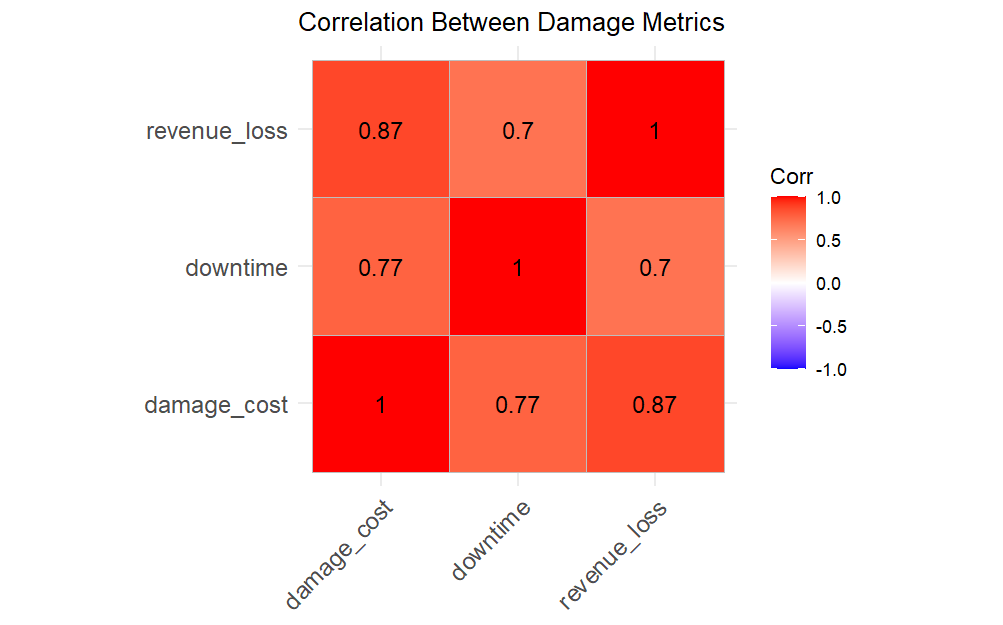 Correlation Between Damage Metrics
revenue_loss 0.87 0.7 1
downtime 0.77 1 0.7
damage_cost 1 0.77 0.87
damage_cost downtime revenue_loss
Corr
1.0
0.5
0.0
-0.5
-1.0